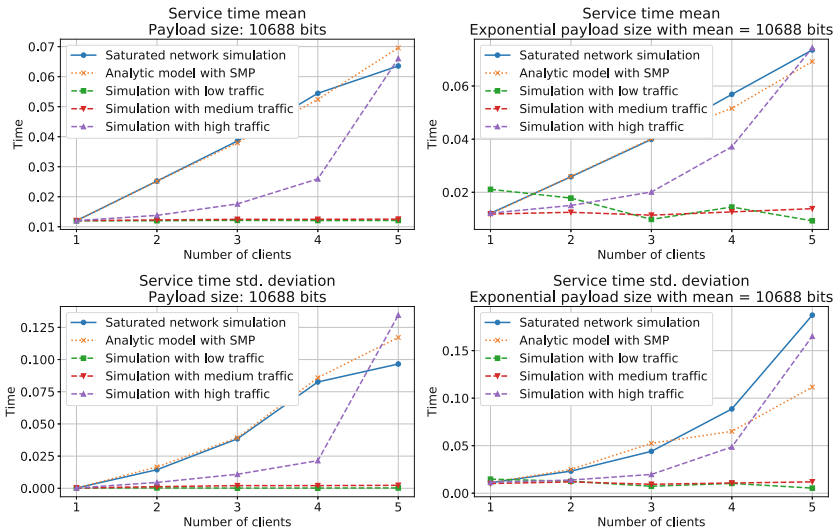 Service time mean
Payload size: 10688 bits
0.07
0.06
0.05
0.04
0.03
0.02
0.01
Time
Saturated network simulation
Analytic model with SMP
Simulation with low traffic
Simulation with medium traffic
Simulation with high traffic
1 2 3 4 5
Number of clients
Service time mean
Exponential payload size with mean = 10688 bits
0.06
0.04
0.02
Time
Saturated network simulation
Analytic model with SMP
Simulation with low traffic
Simulation with medium traffic
Simulation with high traffic
1 2 3 4 5
Number of clients
Service time std. deviation
Payload size: 10688 bits
0.125
0.100
0.075
0.050
0.025
0.000
Time
Saturated network simulation
Analytic model with SMP
Simulation with low traffic
Simulation with medium traffic
Simulation with high traffic
1 2 3 4 5
Number of clients
Service time std. deviation
Exponential payload size with mean = 10688 bits
0.15
0.10
0.05
0.00
Time
Saturated network simulation
Analytic model with SMP
Simulation with low traffic
Simulation with medium traffic
Simulation with high traffic
1 2 3 4 5
Number of clients